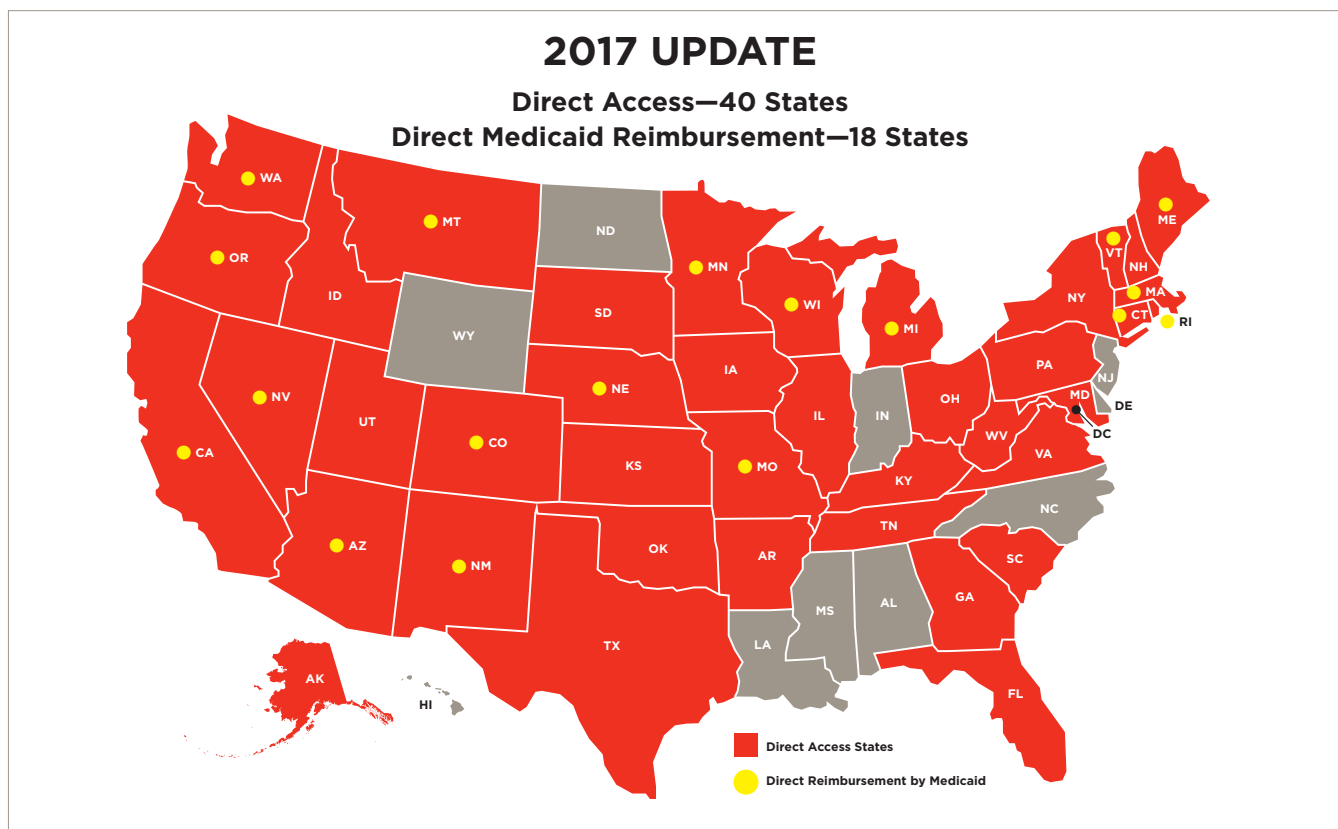 2017 UPDATE
Direct Access—40 States
Direct Medicaid Reimbursement—18 States
WA
ME
MT
ND
VT
OR
MN
NH
ID
MA
NY
WI
SD
CT
RI
MI
WY
PA
IA
NJ
NE
MD
NV
OH
DE
IL
IN
UT
DC
WV
CO
CA
VA
KS
MO
KY
NC
TN
AZ
OK
AR
SC
NM
GA
AL
MS
TX
LA
AK
FL
HI
Direct Access States
Direct Reimbursement by Medicaid